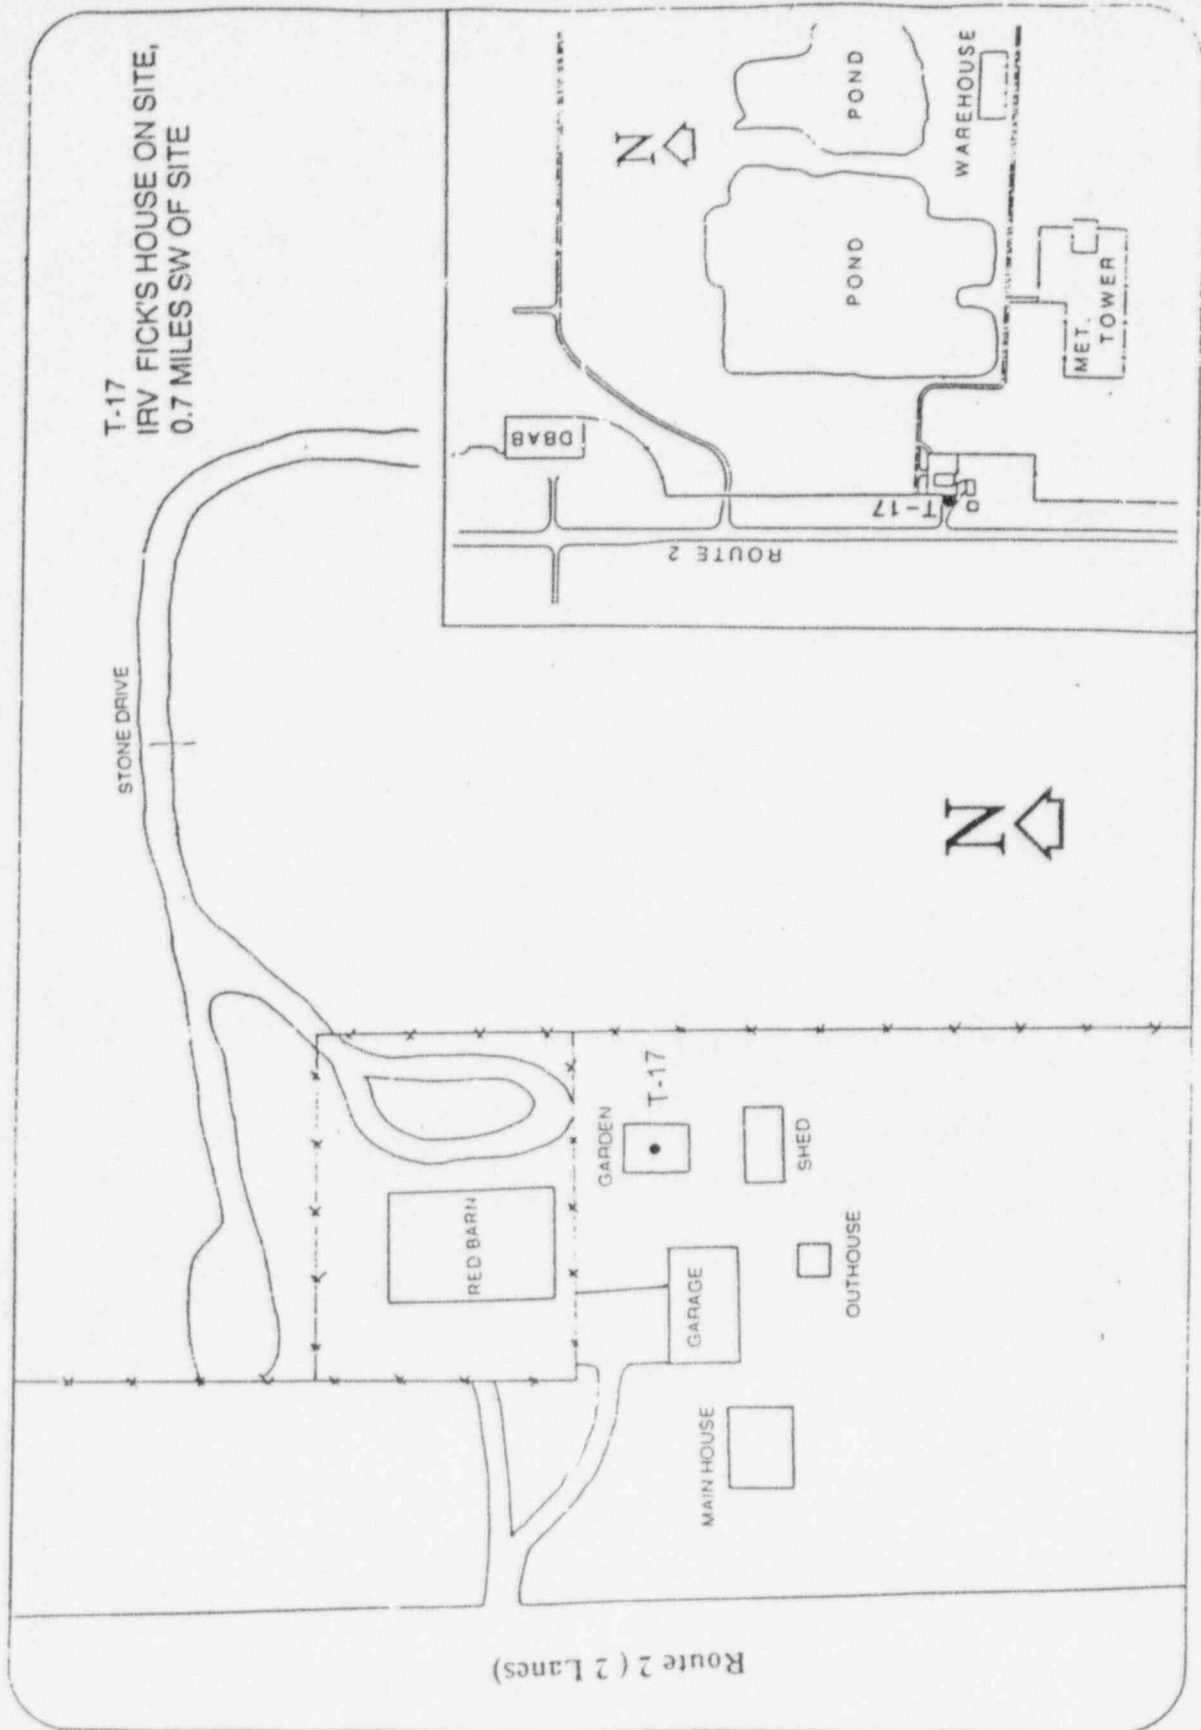 T-17
IRV FICK'S HOUSE ON SITE,
0.7 MILES SW OF SITE
STONE DRIVE
RED BARN
GARDEN
T-17
GARAGE
SHED
OUTHOUSE
MAIN HOUSE
N
Route 2 (2 Lanes)
N
DBAB
POND
POND
WAREHOUSE
MET.
TOWER
T-17
ROUTE 2